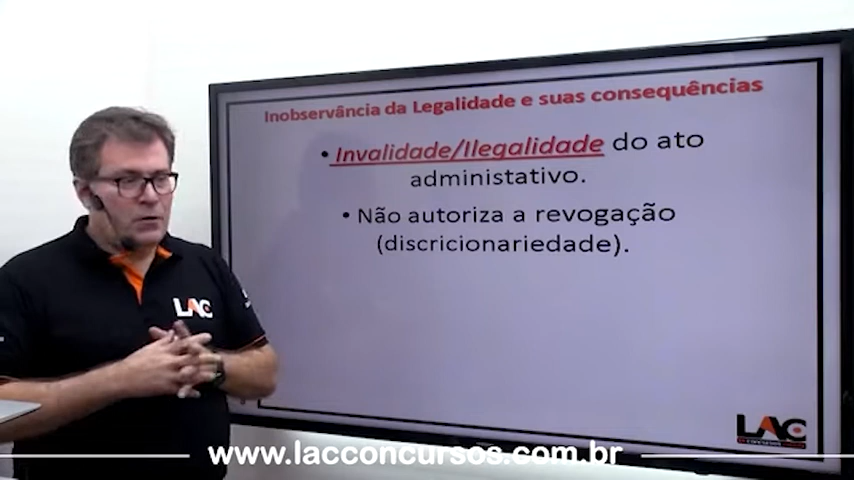 Inobservância da Legalidade e suas consequências
• Invalidade/Ilegalidade do ato
administativo.
• Não autoriza a revogação
(discricionariedade).
LAC
LAC
www.lacconcursos.com.br